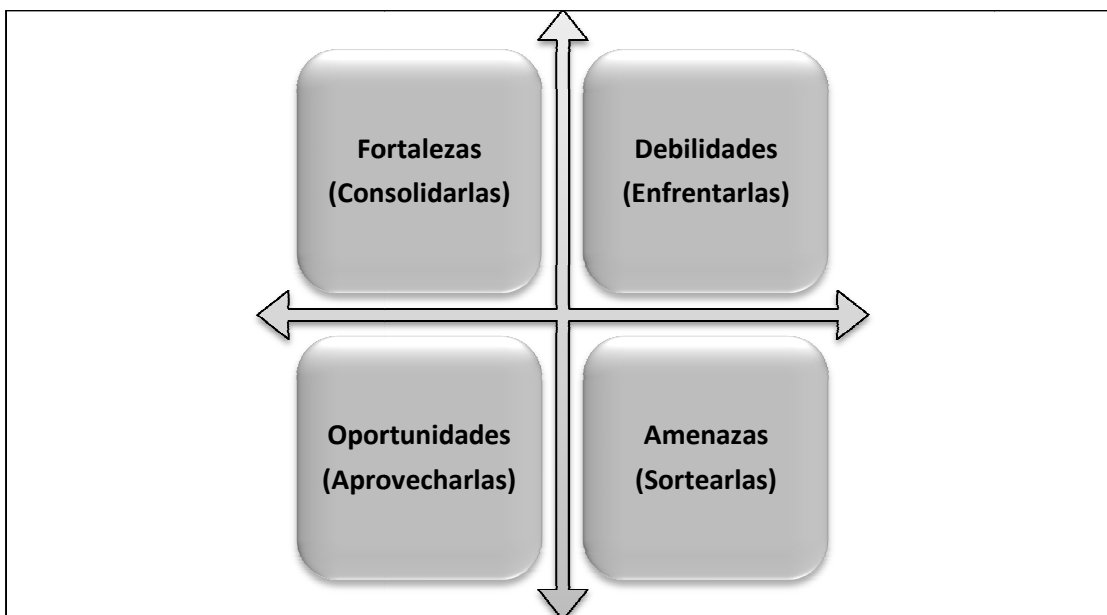 Fortalezas
(Consolidarlas)
Debilidades
(Enfrentarlas)
Oportunidades
(Aprovecharlas)
Amenazas
(Sortearlas)